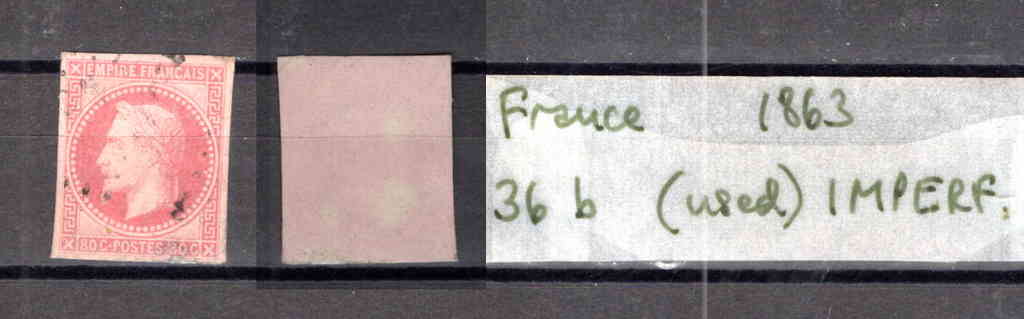 EMPIRE FRANCAIS
80 C · POSTES · 80 C
France 1863
36 b (used) IMPERF.